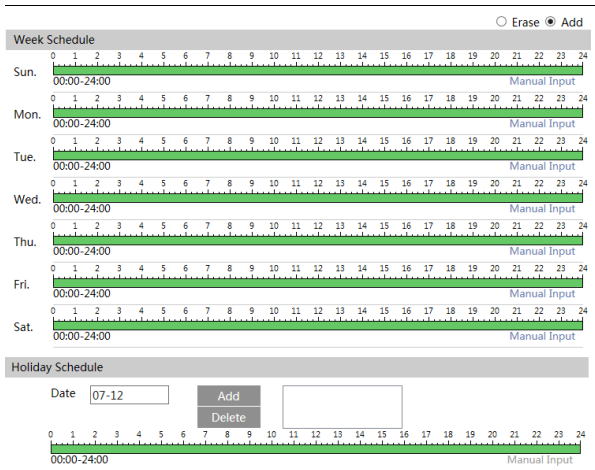 Erase Add
Week Schedule
0 1 2 3 4 5 6 7 8 9 10 11 12 13 14 15 16 17 18 19 20 21 22 23 24
Sun.
00:00-24:00 Manual Input
0 1 2 3 4 5 6 7 8 9 10 11 12 13 14 15 16 17 18 19 20 21 22 23 24
Mon.
00:00-24:00 Manual Input
0 1 2 3 4 5 6 7 8 9 10 11 12 13 14 15 16 17 18 19 20 21 22 23 24
Tue.
00:00-24:00 Manual Input
0 1 2 3 4 5 6 7 8 9 10 11 12 13 14 15 16 17 18 19 20 21 22 23 24
Wed.
00:00-24:00 Manual Input
0 1 2 3 4 5 6 7 8 9 10 11 12 13 14 15 16 17 18 19 20 21 22 23 24
Thu.
00:00-24:00 Manual Input
0 1 2 3 4 5 6 7 8 9 10 11 12 13 14 15 16 17 18 19 20 21 22 23 24
Fri.
00:00-24:00 Manual Input
0 1 2 3 4 5 6 7 8 9 10 11 12 13 14 15 16 17 18 19 20 21 22 23 24
Sat.
00:00-24:00 Manual Input
Holiday Schedule
Date 07-12 Add
Delete
0 1 2 3 4 5 6 7 8 9 10 11 12 13 14 15 16 17 18 19 20 21 22 23 24
00:00-24:00 Manual Input